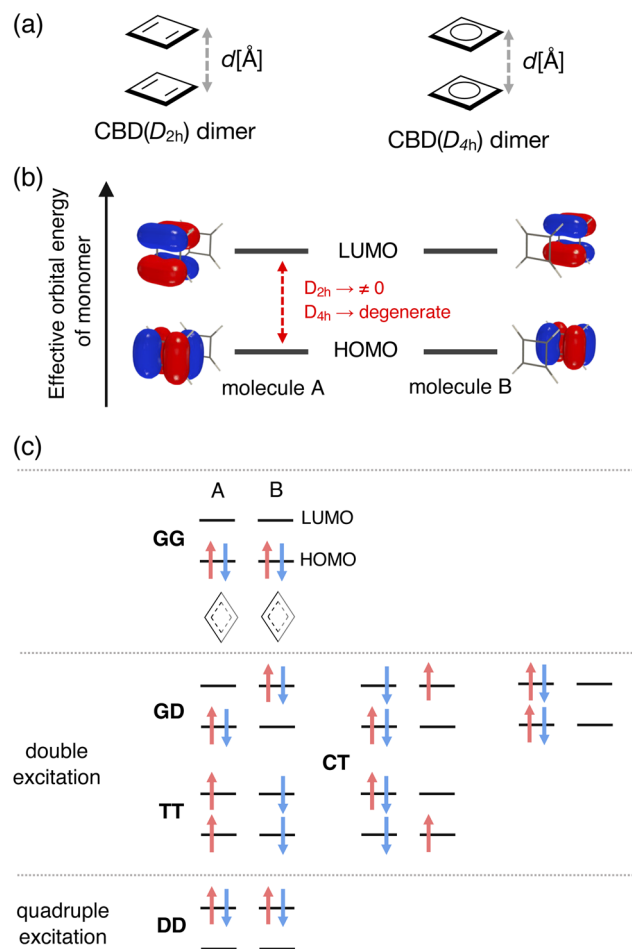 (a)
d[Å]
d[Å]
CBD(D2h) dimer
CBD(D4h) dimer
(b)
Effective orbital energy
of monomer
LUMO
D2h → ≠ 0
D4h → degenerate
HOMO
molecule A
molecule B
(c)
A B
LUMO
GG
HOMO
GD
double
excitation
CT
TT
quadruple
excitation
DD